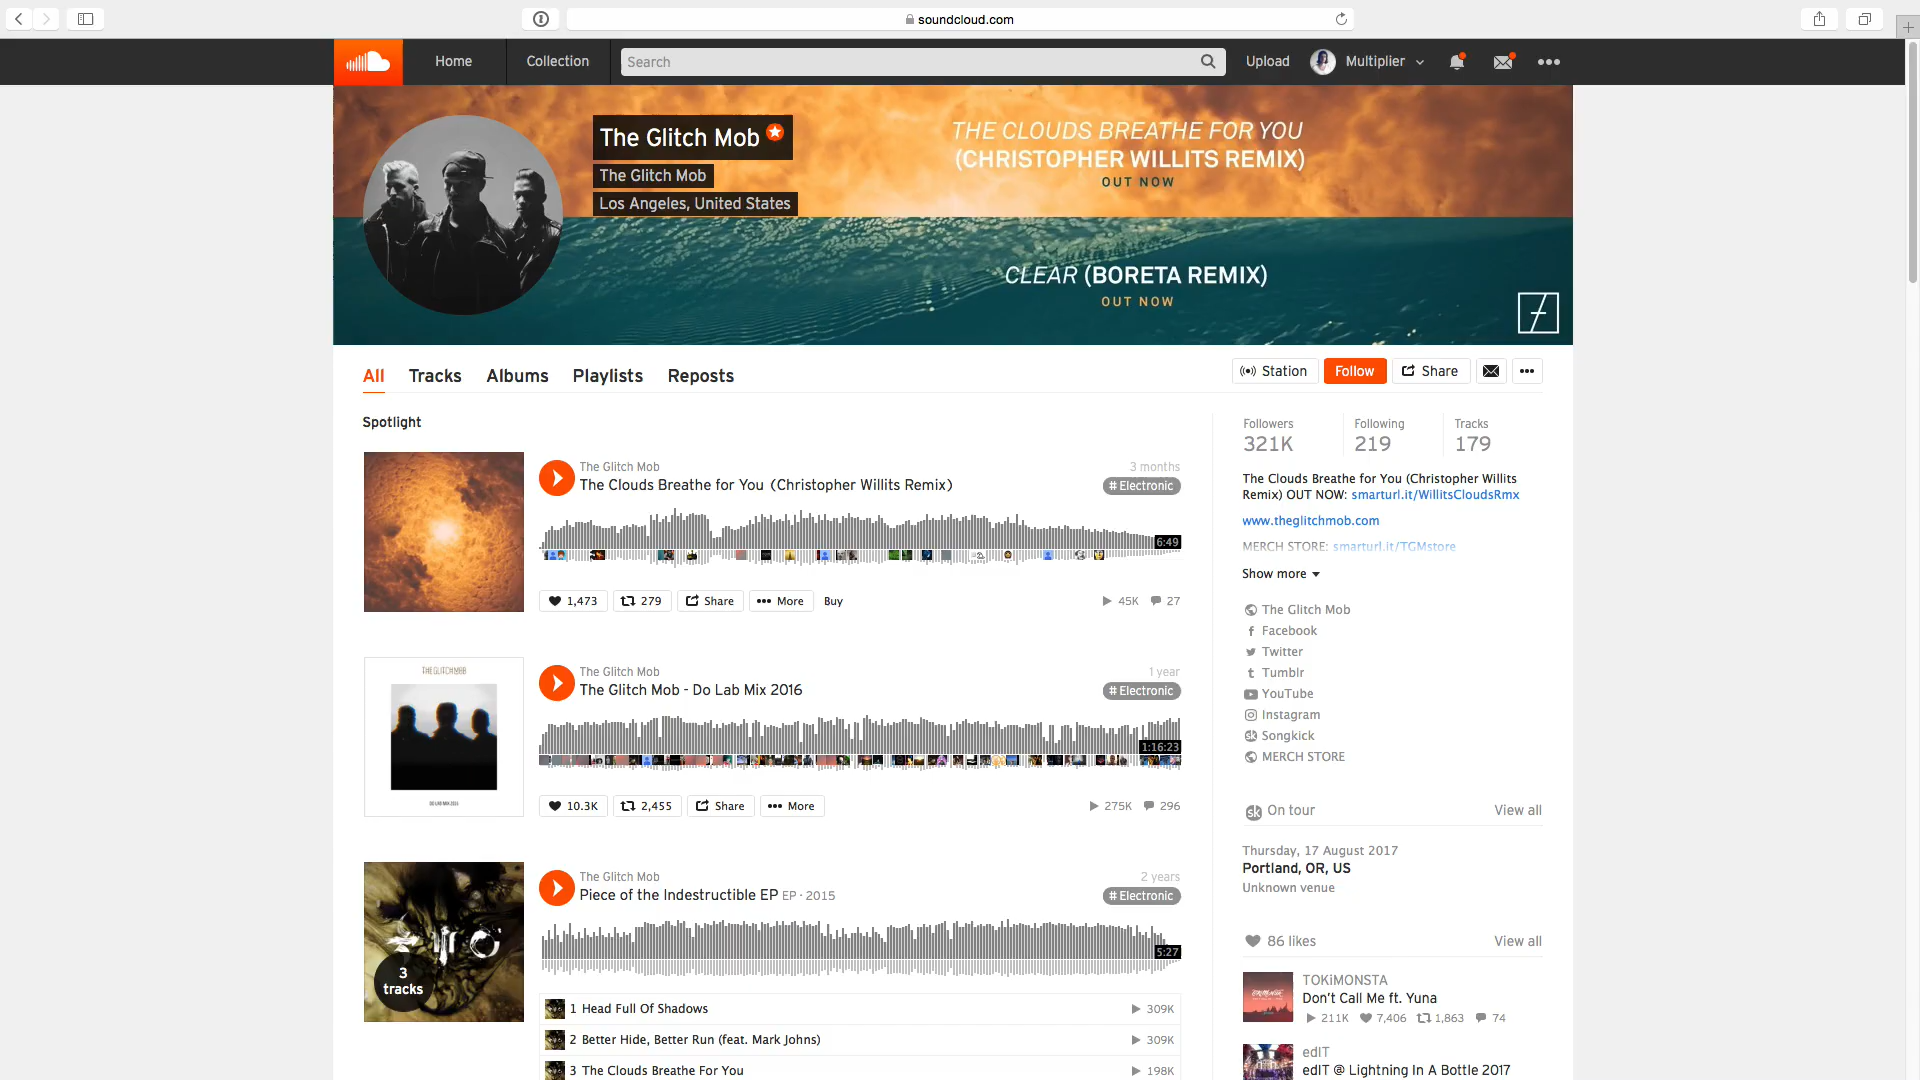 soundcloud.com
Home
Collection
Search
Upload
Multiplier
The Glitch Mob
The Glitch Mob
Los Angeles, United States
THE CLOUDS BREATHE FOR YOU
(CHRISTOPHER WILLITS REMIX)
OUT NOW
CLEAR (BORETA REMIX)
OUT NOW
All
Tracks
Albums
Playlists
Reposts
Station
Follow
Share
Spotlight
The Glitch Mob
3 months
The Clouds Breathe for You (Christopher Willits Remix)
# Electronic
6:49
1,473
279
Share
More
Buy
45K
27
THE GLITCH MOB
DO LAB MIX 2016
The Glitch Mob
1 year
The Glitch Mob - Do Lab Mix 2016
# Electronic
1:16:23
10.3K
2,455
Share
More
275K
296
3
tracks
The Glitch Mob
2 years
Piece of the Indestructible EP EP · 2015
# Electronic
5:27
1 Head Full Of Shadows
309K
2 Better Hide, Better Run (feat. Mark Johns)
309K
3 The Clouds Breathe For You
198K
Followers
321K
Following
219
Tracks
179
The Clouds Breathe for You (Christopher Willits
Remix) OUT NOW: smarturl.it/WillitsCloudsRmx
www.theglitchmob.com
MERCH STORE: smarturl.it/TGMstore
Show more
The Glitch Mob
Facebook
Twitter
Tumblr
YouTube
Instagram
Songkick
MERCH STORE
On tour
View all
Thursday, 17 August 2017
Portland, OR, US
Unknown venue
86 likes
View all
TOKiMONSTA
Don't Call Me ft. Yuna
211K
7,406
1,863
74
edIT
edIT @ Lightning In A Bottle 2017